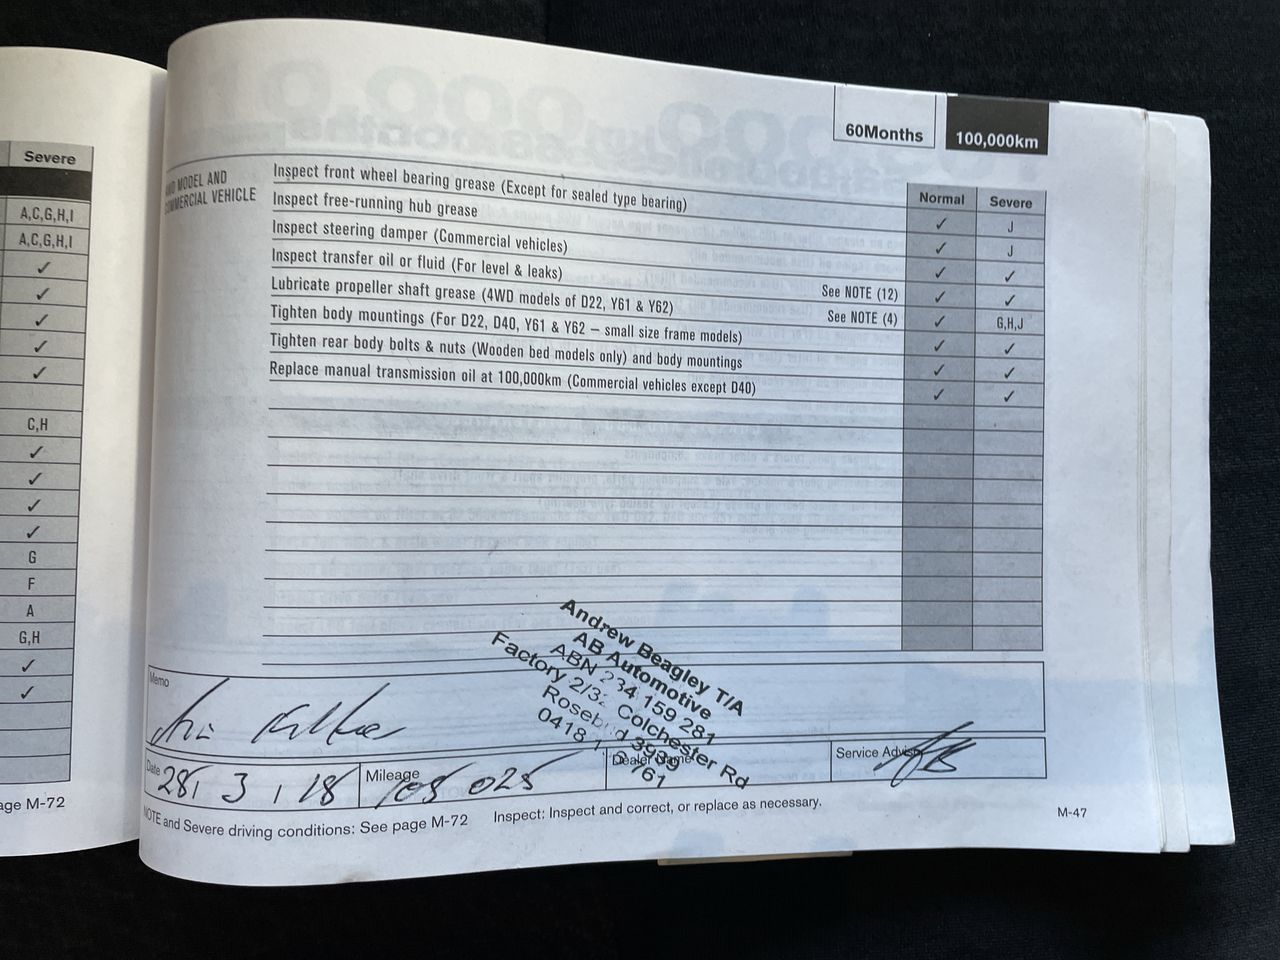 Severe
A,C,G,H,I
A,C,G,H,I
✓
✓
✓
✓
✓
C,H
✓
✓
✓
✓
G
F
A
G,H
✓
✓
age M-72
60Months
100,000km
4WD MODEL AND
COMMERCIAL VEHICLE
Normal Severe
Inspect front wheel bearing grease (Except for sealed type bearing) ✓ J
Inspect free-running hub grease ✓ J
Inspect steering damper (Commercial vehicles) ✓ ✓
Inspect transfer oil or fluid (For level & leaks) See NOTE (12) ✓ ✓
Lubricate propeller shaft grease (4WD models of D22, Y61 & Y62) See NOTE (4) ✓ G,H,J
Tighten body mountings (For D22, D40, Y61 & Y62 – small size frame models) ✓ ✓
Tighten rear body bolts & nuts (Wooden bed models only) and body mountings ✓ ✓
Replace manual transmission oil at 100,000km (Commercial vehicles except D40) ✓ ✓
Memo
Andrew Beagley T/A
AB Automotive
ABN 234 159 281
Factory 2/32 Colchester Rd
Rosebud 3939
0418 761
Date 28, 3, 18
Mileage 105 025
Dealer Name
Service Advisor
NOTE and Severe driving conditions: See page M-72 Inspect: Inspect and correct, or replace as necessary.
M-47